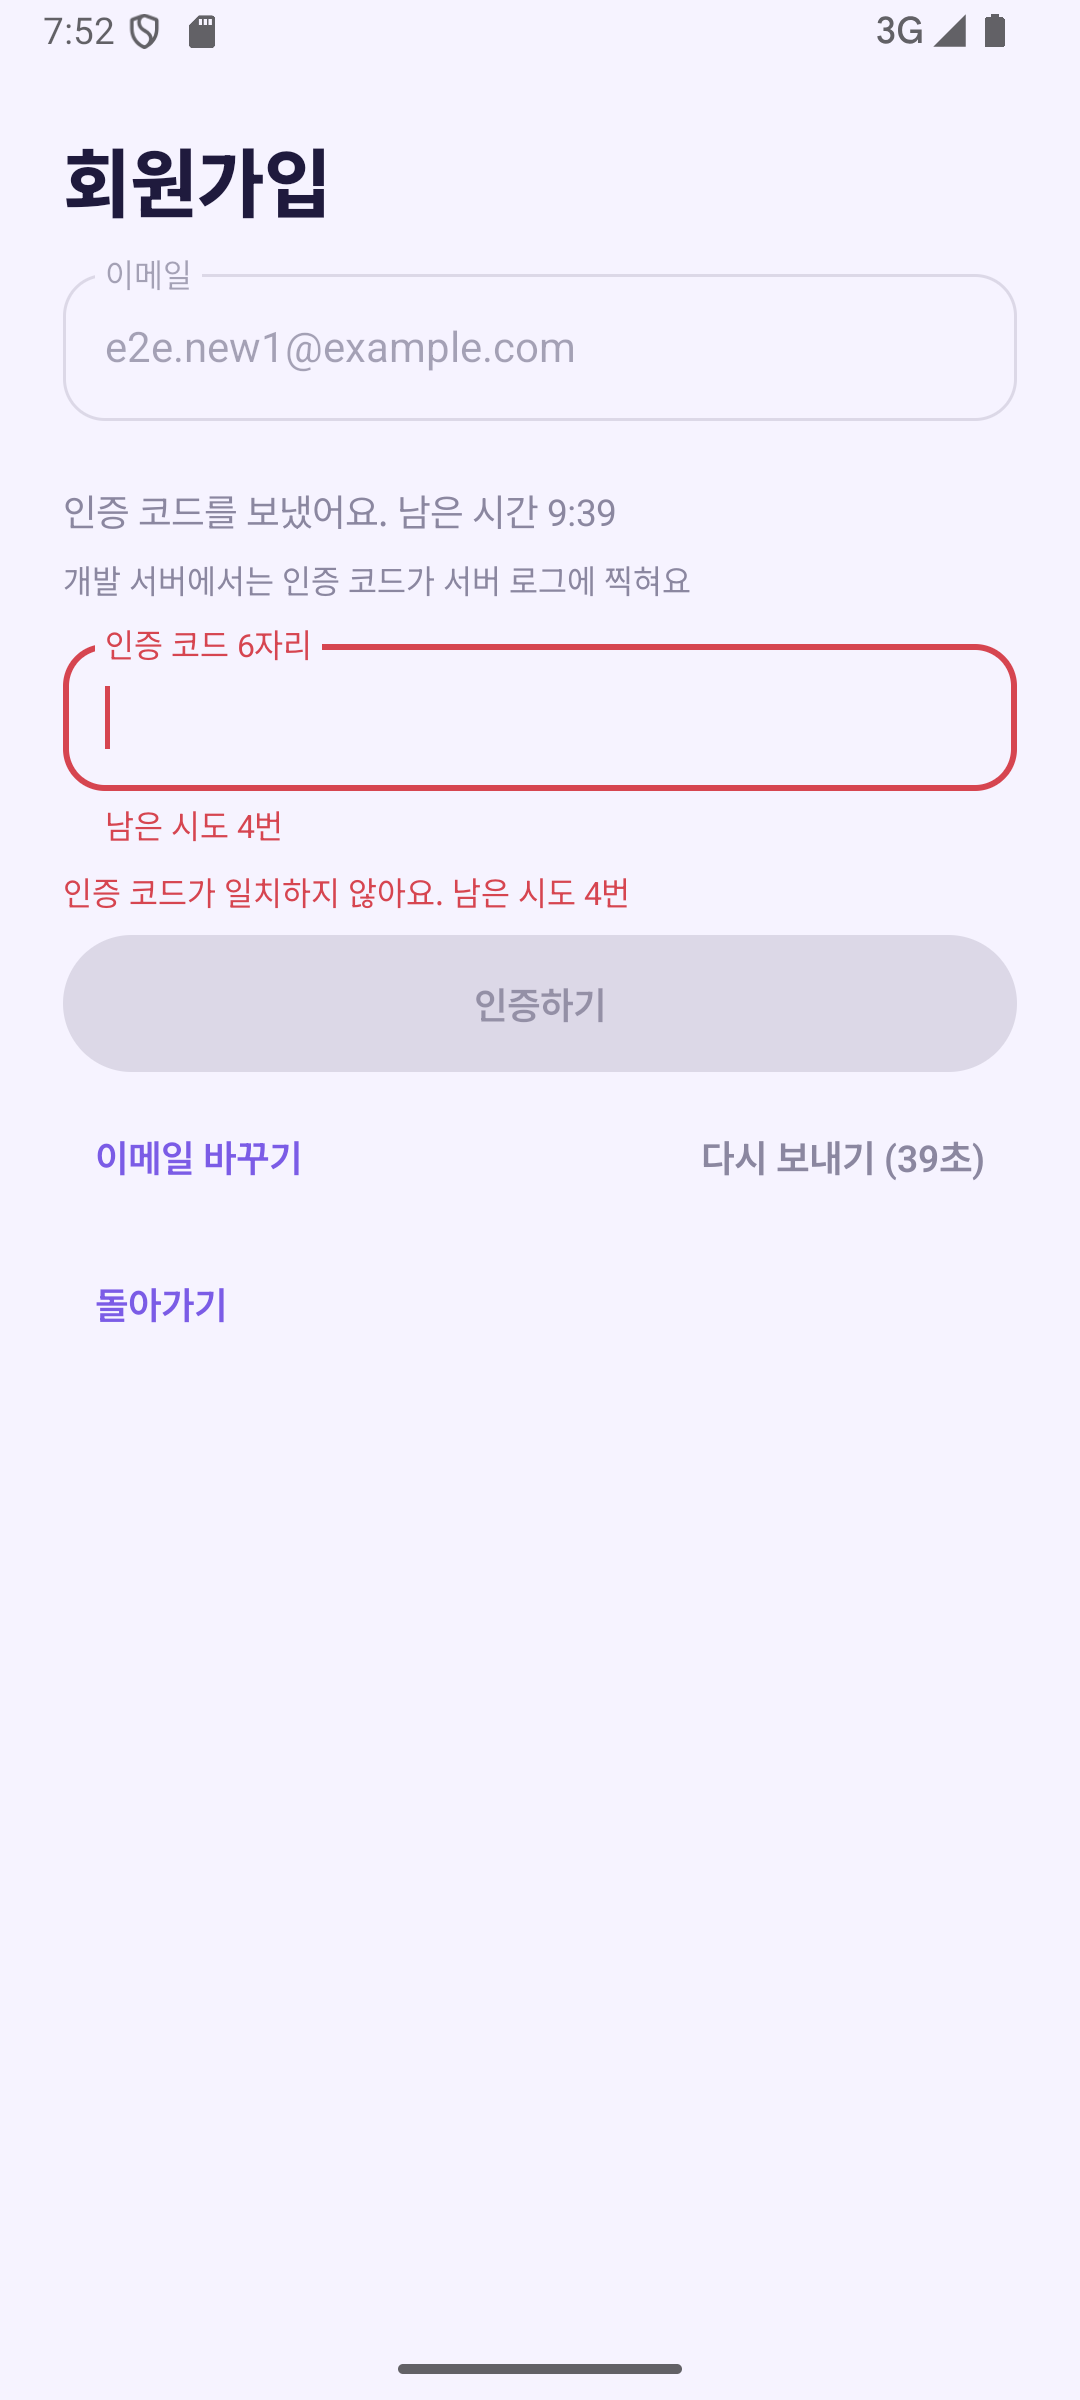 7:52
3G
회원가입
이메일
e2e.new1@example.com
인증 코드를 보냈어요. 남은 시간 9:39
개발 서버에서는 인증 코드가 서버 로그에 찍혀요
인증 코드 6자리
남은 시도 4번
인증 코드가 일치하지 않아요. 남은 시도 4번
인증하기
이메일 바꾸기
다시 보내기 (39초)
돌아가기